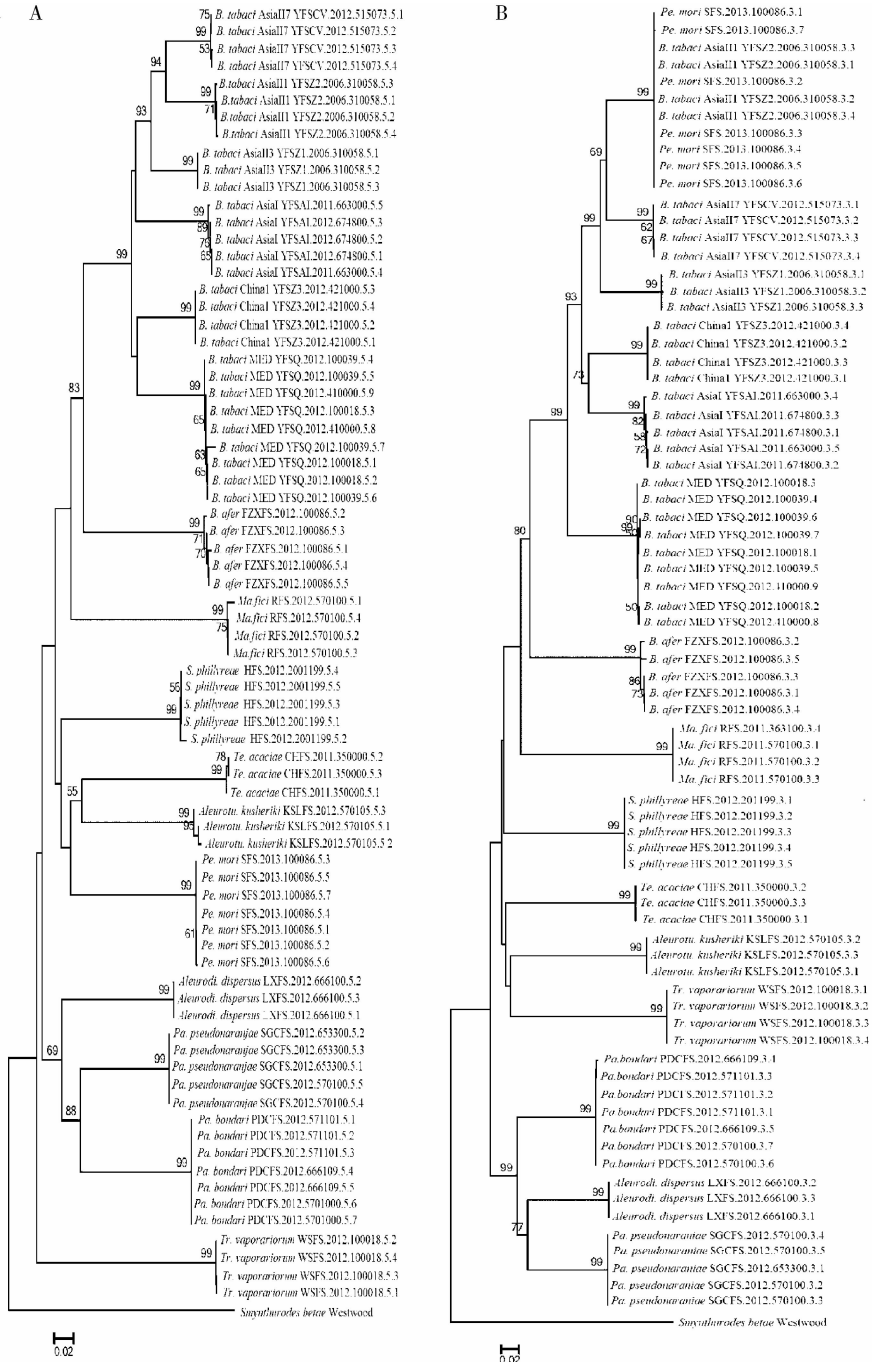 A
75
B. tabaci AsiaII7 YFSCV.2012.515073.5.1
B. tabaci AsiaII7 YFSCV.2012.515073.5.2
99
B. tabaci AsiaII7 YFSCV.2012.515073.5.3
53
B. tabaci AsiaII7 YFSCV.2012.515073.5.4
94
B. tabaci AsiaII1 YFSZ2.2006.310058.5.3
99
B.tabaci AsiaII1 YFSZ2.2006.310058.5.1
71
B. tabaci AsiaII1 YFSZ2.2006.310058.5.2
B. tabaci AsiaII1 YFSZ2.2006.310058.5.4
93
B. tabaci AsiaII3 YFSZ1.2006.310058.5.1
99
B. tabaci AsiaII3 YFSZ1.2006.310058.5.2
B. tabaci AsiaII3 YFSZ1.2006.310058.5.3
B. tabaci AsiaI YFSAI.2011.663000.5.5
99
B. tabaci AsiaI YFSAI.2012.674800.5.3
89
B. tabaci AsiaI YFSAI.2012.674800.5.2
79
B. tabaci AsiaI YFSAI.2012.674800.5.1
65
B. tabaci AsiaI YFSAI.2011.663000.5.4
99
B. tabaci China1 YFSZ3.2012.421000.5.3
99
B. tabaci China1 YFSZ3.2012.421000.5.4
B. tabaci China1 YFSZ3.2012.421000.5.2
B. tabaci China1 YFSZ3.2012.421000.5.1
B. tabaci MED YFSQ.2012.100039.5.4
B. tabaci MED YFSQ.2012.100039.5.5
99
B. tabaci MED YFSQ.2012.410000.5.9
B. tabaci MED YFSQ.2012.100018.5.3
65
B. tabaci MED YFSQ.2012.410000.5.8
B. tabaci MED YFSQ.2012.100039.5.7
63
B. tabaci MED YFSQ.2012.100018.5.1
65
B. tabaci MED YFSQ.2012.100018.5.2
B. tabaci MED YFSQ.2012.100039.5.6
83
B. afer FZXFS.2012.100086.5.2
99
B. afer FZXFS.2012.100086.5.3
71
B. afer FZXFS.2012.100086.5.1
70
B. afer FZXFS.2012.100086.5.4
B. afer FZXFS.2012.100086.5.5
Ma.fici RFS.2012.570100.5.1
99
Ma.fici RFS.2012.570100.5.4
75
Ma.fici RFS.2012.570100.5.2
Ma.fici RFS.2012.570100.5.3
S. phillyreae HFS.2012.2001199.5.4
56
S. phillyreae HFS.2012.2001199.5.5
S. phillyreae HFS.2012.2001199.5.3
99
S. phillyreae HFS.2012.2001199.5.1
S. phillyreae HFS.2012.2001199.5.2
78
Te. acaciae CHFS.2011.350000.5.2
99
Te. acaciae CHFS.2011.350000.5.3
Te. acaciae CHFS.2011.350000.5.1
55
99
Aleurotu. kusheriki KSLFS.2012.570105.5.3
95
Aleurotu. kusheriki KSLFS.2012.570105.5.1
Aleurotu. kusheriki KSLFS.2012.570105.5.2
Pe. mori SFS.2013.100086.5.3
Pe. mori SFS.2013.100086.5.5
99
Pe. mori SFS.2013.100086.5.7
Pe. mori SFS.2013.100086.5.4
61
Pe. mori SFS.2013.100086.5.1
Pe. mori SFS.2013.100086.5.2
Pe. mori SFS.2013.100086.5.6
Aleurodi. dispersus LXFS.2012.666100.5.2
99
Aleurodi. dispersus LXFS.2012.666100.5.3
Aleurodi. dispersus LXFS.2012.666100.5.1
69
Pa. pseudonaranjae SGCFS.2012.653300.5.2
Pa. pseudonaranjae SGCFS.2012.653300.5.3
99
Pa. pseudonaranjae SGCFS.2012.653300.5.1
Pa. pseudonaranjae SGCFS.2012.570100.5.5
Pa. pseudonaranjae SGCFS.2012.570100.5.4
88
Pa. bondari PDCFS.2012.571101.5.1
Pa. bondari PDCFS.2012.571101.5.2
Pa. bondari PDCFS.2012.571101.5.3
99
Pa. bondari PDCFS.2012.666109.5.4
Pa. bondari PDCFS.2012.666109.5.5
Pa. bondari PDCFS.2012.5701000.5.6
Pa. bondari PDCFS.2012.5701000.5.7
Tr. vaporariorum WSFS.2012.100018.5.2
99
Tr. vaporariorum WSFS.2012.100018.5.4
Tr. vaporariorum WSFS.2012.100018.5.3
Tr. vaporariorum WSFS.2012.100018.5.1
Smynthurodes betae Westwood
0.02
B
Pe. mori SFS.2013.100086.3.1
Pe. mori SFS.2013.100086.3.7
B. tabaci AsiaII1 YFSZ2.2006.310058.3.3
B. tabaci AsiaII1 YFSZ2.2006.310058.3.1
Pe. mori SFS.2013.100086.3.2
99
B. tabaci AsiaII1 YFSZ2.2006.310058.3.2
B. tabaci AsiaII1 YFSZ2.2006.310058.3.4
Pe. mori SFS.2013.100086.3.3
Pe. mori SFS.2013.100086.3.4
Pe. mori SFS.2013.100086.3.5
Pe. mori SFS.2013.100086.3.6
69
B. tabaci AsiaII7 YFSCV.2012.515073.3.1
99
B. tabaci AsiaII7 YFSCV.2012.515073.3.2
62
B. tabaci AsiaII7 YFSCV.2012.515073.3.3
67
B. tabaci AsiaII7 YFSCV.2012.515073.3.4
99
B. tabaci AsiaII3 YFSZ1.2006.310058.3.1
99
B. tabaci AsiaII3 YFSZ1.2006.310058.3.2
B. tabaci AsiaII3 YFSZ1.2006.310058.3.3
93
B. tabaci China1 YFSZ3.2012.421000.3.4
99
B. tabaci China1 YFSZ3.2012.421000.3.2
B. tabaci China1 YFSZ3.2012.421000.3.3
B. tabaci China1 YFSZ3.2012.421000.3.1
73
B. tabaci AsiaI YFSAI.2011.663000.3.4
99
B. tabaci AsiaI YFSAI.2011.674800.3.3
82
B. tabaci AsiaI YFSAI.2011.674800.3.1
58
B. tabaci AsiaI YFSAI.2011.663000.3.5
72
B. tabaci AsiaI YFSAI.2011.674800.3.2
99
B. tabaci MED YFSQ.2012.100018.3
B. tabaci MED YFSQ.2012.100039.4
90
B. tabaci MED YFSQ.2012.100039.6
99
B. tabaci MED YFSQ.2012.100039.7
B. tabaci MED YFSQ.2012.100018.1
B. tabaci MED YFSQ.2012.100039.5
B. tabaci MED YFSQ.2012.410000.9
50
B. tabaci MED YFSQ.2012.100018.2
B. tabaci MED YFSQ.2012.410000.8
80
B. afer FZXFS.2012.100086.3.2
99
B. afer FZXFS.2012.100086.3.5
B. afer FZXFS.2012.100086.3.3
86
B. afer FZXFS.2012.100086.3.1
73
B. afer FZXFS.2012.100086.3.4
Ma. fici RFS.2011.363100.3.4
99
Ma. fici RFS.2011.570100.3.1
Ma. fici RFS.2011.570100.3.2
Ma. fici RFS.2011.570100.3.3
S. phillyreae HFS.2012.201199.3.1
S. phillyreae HFS.2012.201199.3.2
99
S. phillyreae HFS.2012.201199.3.3
S. phillyreae HFS.2012.201199.3.4
S. phillyreae HFS.2012.201199.3.5
Te. acaciae CHFS.2011.350000.3.2
99
Te. acaciae CHFS.2011.350000.3.3
Te. acaciae CHFS.2011.350000.3.1
Aleurotu. kusheriki KSLFS.2012.570105.3.2
99
Aleurotu. kusheriki KSLFS.2012.570105.3.3
Aleurotu. kusheriki KSLFS.2012.570105.3.1
Tr. vaporariorum WSFS.2012.100018.3.1
99
Tr. vaporariorum WSFS.2012.100018.3.2
Tr. vaporariorum WSFS.2012.100018.3.3
Tr. vaporariorum WSFS.2012.100018.3.4
Pa.bondari PDCFS.2012.666109.3.4
Pa.bondari PDCFS.2012.571101.3.3
Pa.bondari PDCFS.2012.571101.3.2
99
Pa.bondari PDCFS.2012.571101.3.1
Pa.bondari PDCFS.2012.666109.3.5
Pa.bondari PDCFS.2012.570100.3.7
Pa.bondari PDCFS.2012.570100.3.6
99
Aleurodi. dispersus LXFS.2012.666100.3.2
99
Aleurodi. dispersus LXFS.2012.666100.3.3
Aleurodi. dispersus LXFS.2012.666100.3.1
77
Pa. pseudonaraniae SGCFS.2012.570100.3.4
Pa. pseudonaraniae SGCFS.2012.570100.3.5
99
Pa. pseudonaraniae SGCFS.2012.653300.3.1
Pa. pseudonaraniae SGCFS.2012.570100.3.2
Pa. pseudonaraniae SGCFS.2012.570100.3.3
Smynthurodes betae Westwood
0.02